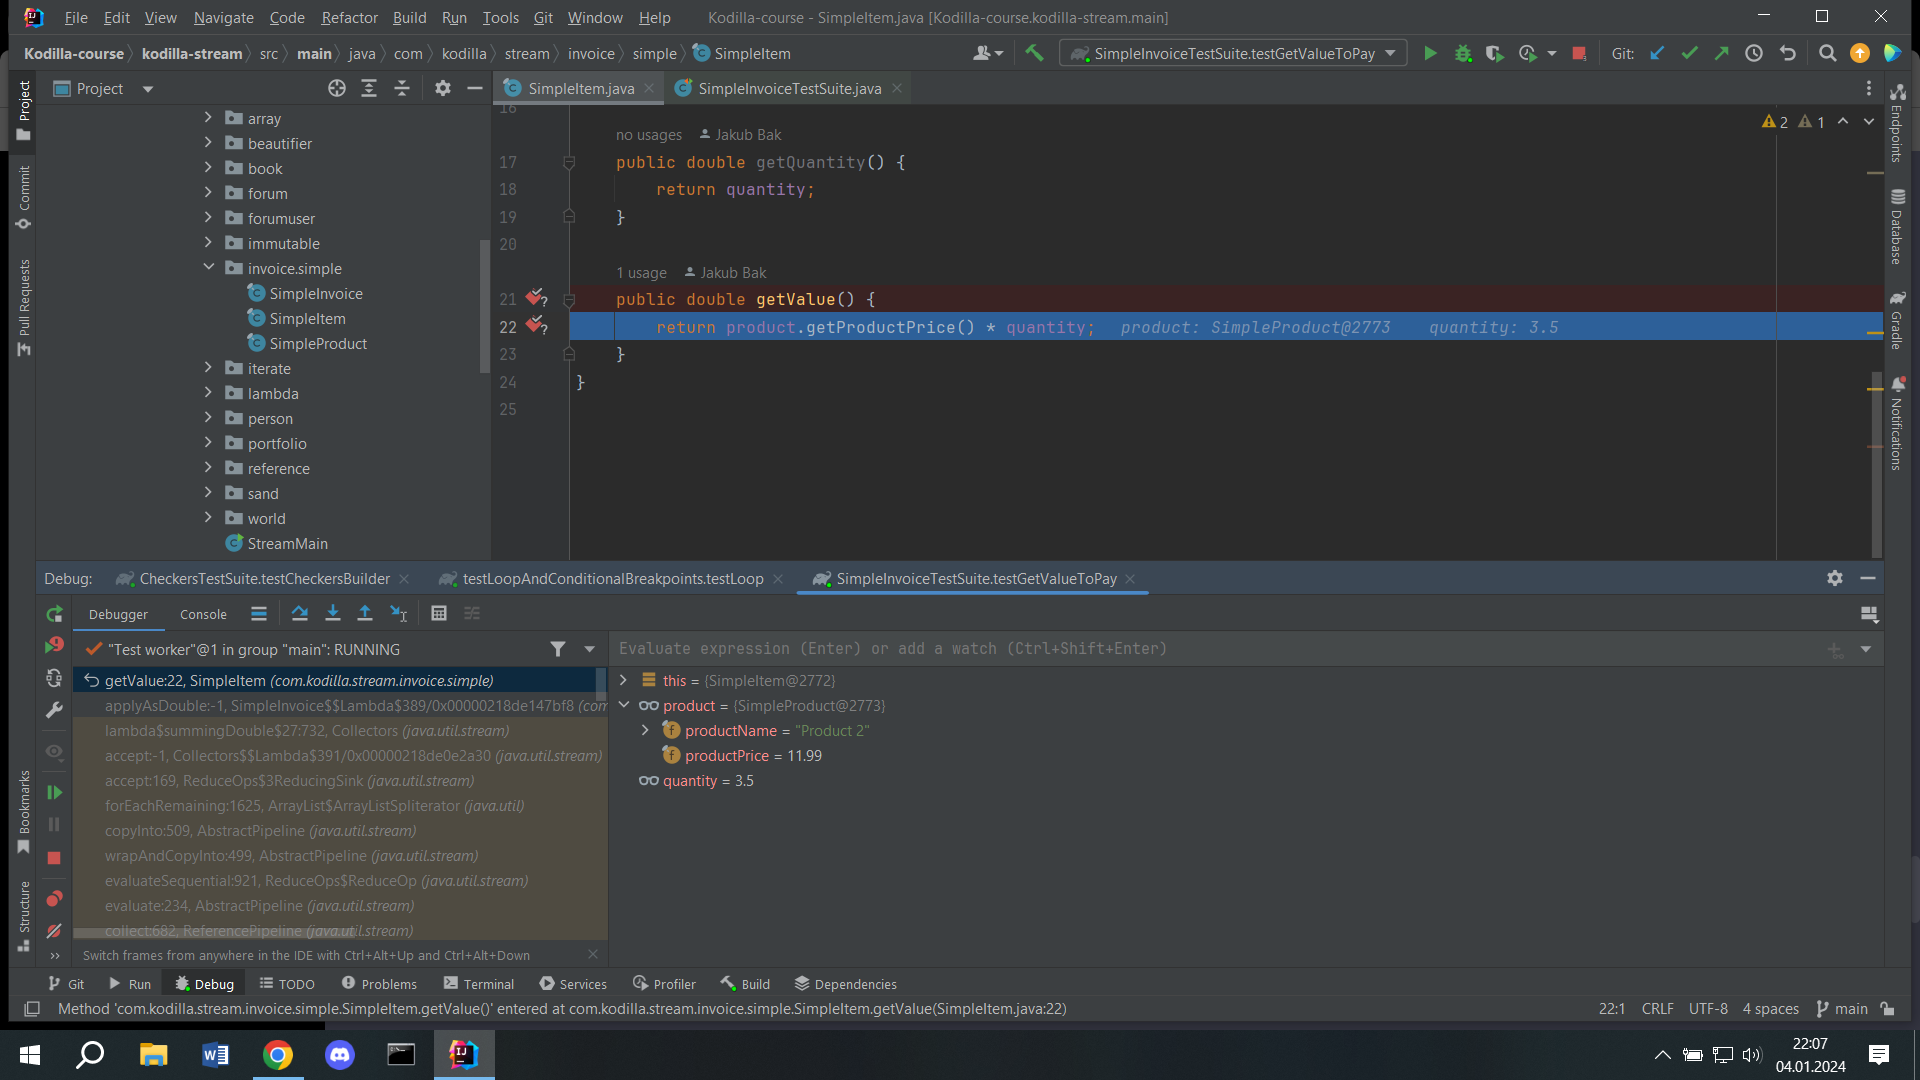 File Edit View Navigate Code Refactor Build Run Tools Git Window Help Kodilla-course - SimpleItem.java [Kodilla-course.kodilla-stream.main]
Kodilla-course kodilla-stream src main java com kodilla stream invoice simple SimpleItem SimpleInvoiceTestSuite.testGetValueToPay Git:
Project
SimpleItem.java SimpleInvoiceTestSuite.java
Project
Commit
Pull Requests
Bookmarks
Structure
array
beautifier
book
forum
forumuser
immutable
invoice.simple
SimpleInvoice
SimpleItem
SimpleProduct
iterate
lambda
person
portfolio
reference
sand
world
StreamMain
16
2 1
no usages Jakub Bak
17 public double getQuantity() {
18 return quantity;
19 }
20
1 usage Jakub Bak
21 public double getValue() {
22 return product.getProductPrice() * quantity; product: SimpleProduct@2773 quantity: 3.5
23 }
24 }
25
Endpoints
Database
Gradle
Notifications
Debug: CheckersTestSuite.testCheckersBuilder testLoopAndConditionalBreakpoints.testLoop SimpleInvoiceTestSuite.testGetValueToPay
Debugger Console
"Test worker"@1 in group "main": RUNNING
getValue:22, SimpleItem (com.kodilla.stream.invoice.simple)
applyAsDouble:-1, SimpleInvoice$$Lambda$389/0x00000218de147bf8 (com
lambda$summingDouble$27:732, Collectors (java.util.stream)
accept:-1, Collectors$$Lambda$391/0x00000218de0e2a30 (java.util.stream)
accept:169, ReduceOps$3ReducingSink (java.util.stream)
forEachRemaining:1625, ArrayList$ArrayListSpliterator (java.util)
copyInto:509, AbstractPipeline (java.util.stream)
wrapAndCopyInto:499, AbstractPipeline (java.util.stream)
evaluateSequential:921, ReduceOps$ReduceOp (java.util.stream)
evaluate:234, AbstractPipeline (java.util.stream)
collect:682, ReferencePipeline (java.util.stream)
Switch frames from anywhere in the IDE with Ctrl+Alt+Up and Ctrl+Alt+Down
Evaluate expression (Enter) or add a watch (Ctrl+Shift+Enter)
this = {SimpleItem@2772}
product = {SimpleProduct@2773}
productName = "Product 2"
productPrice = 11.99
quantity = 3.5
Git Run Debug TODO Problems Terminal Services Profiler Build Dependencies
Method 'com.kodilla.stream.invoice.simple.SimpleItem.getValue()' entered at com.kodilla.stream.invoice.simple.SimpleItem.getValue(SimpleItem.java:22) 22:1 CRLF UTF-8 4 spaces main
22:07
04.01.2024